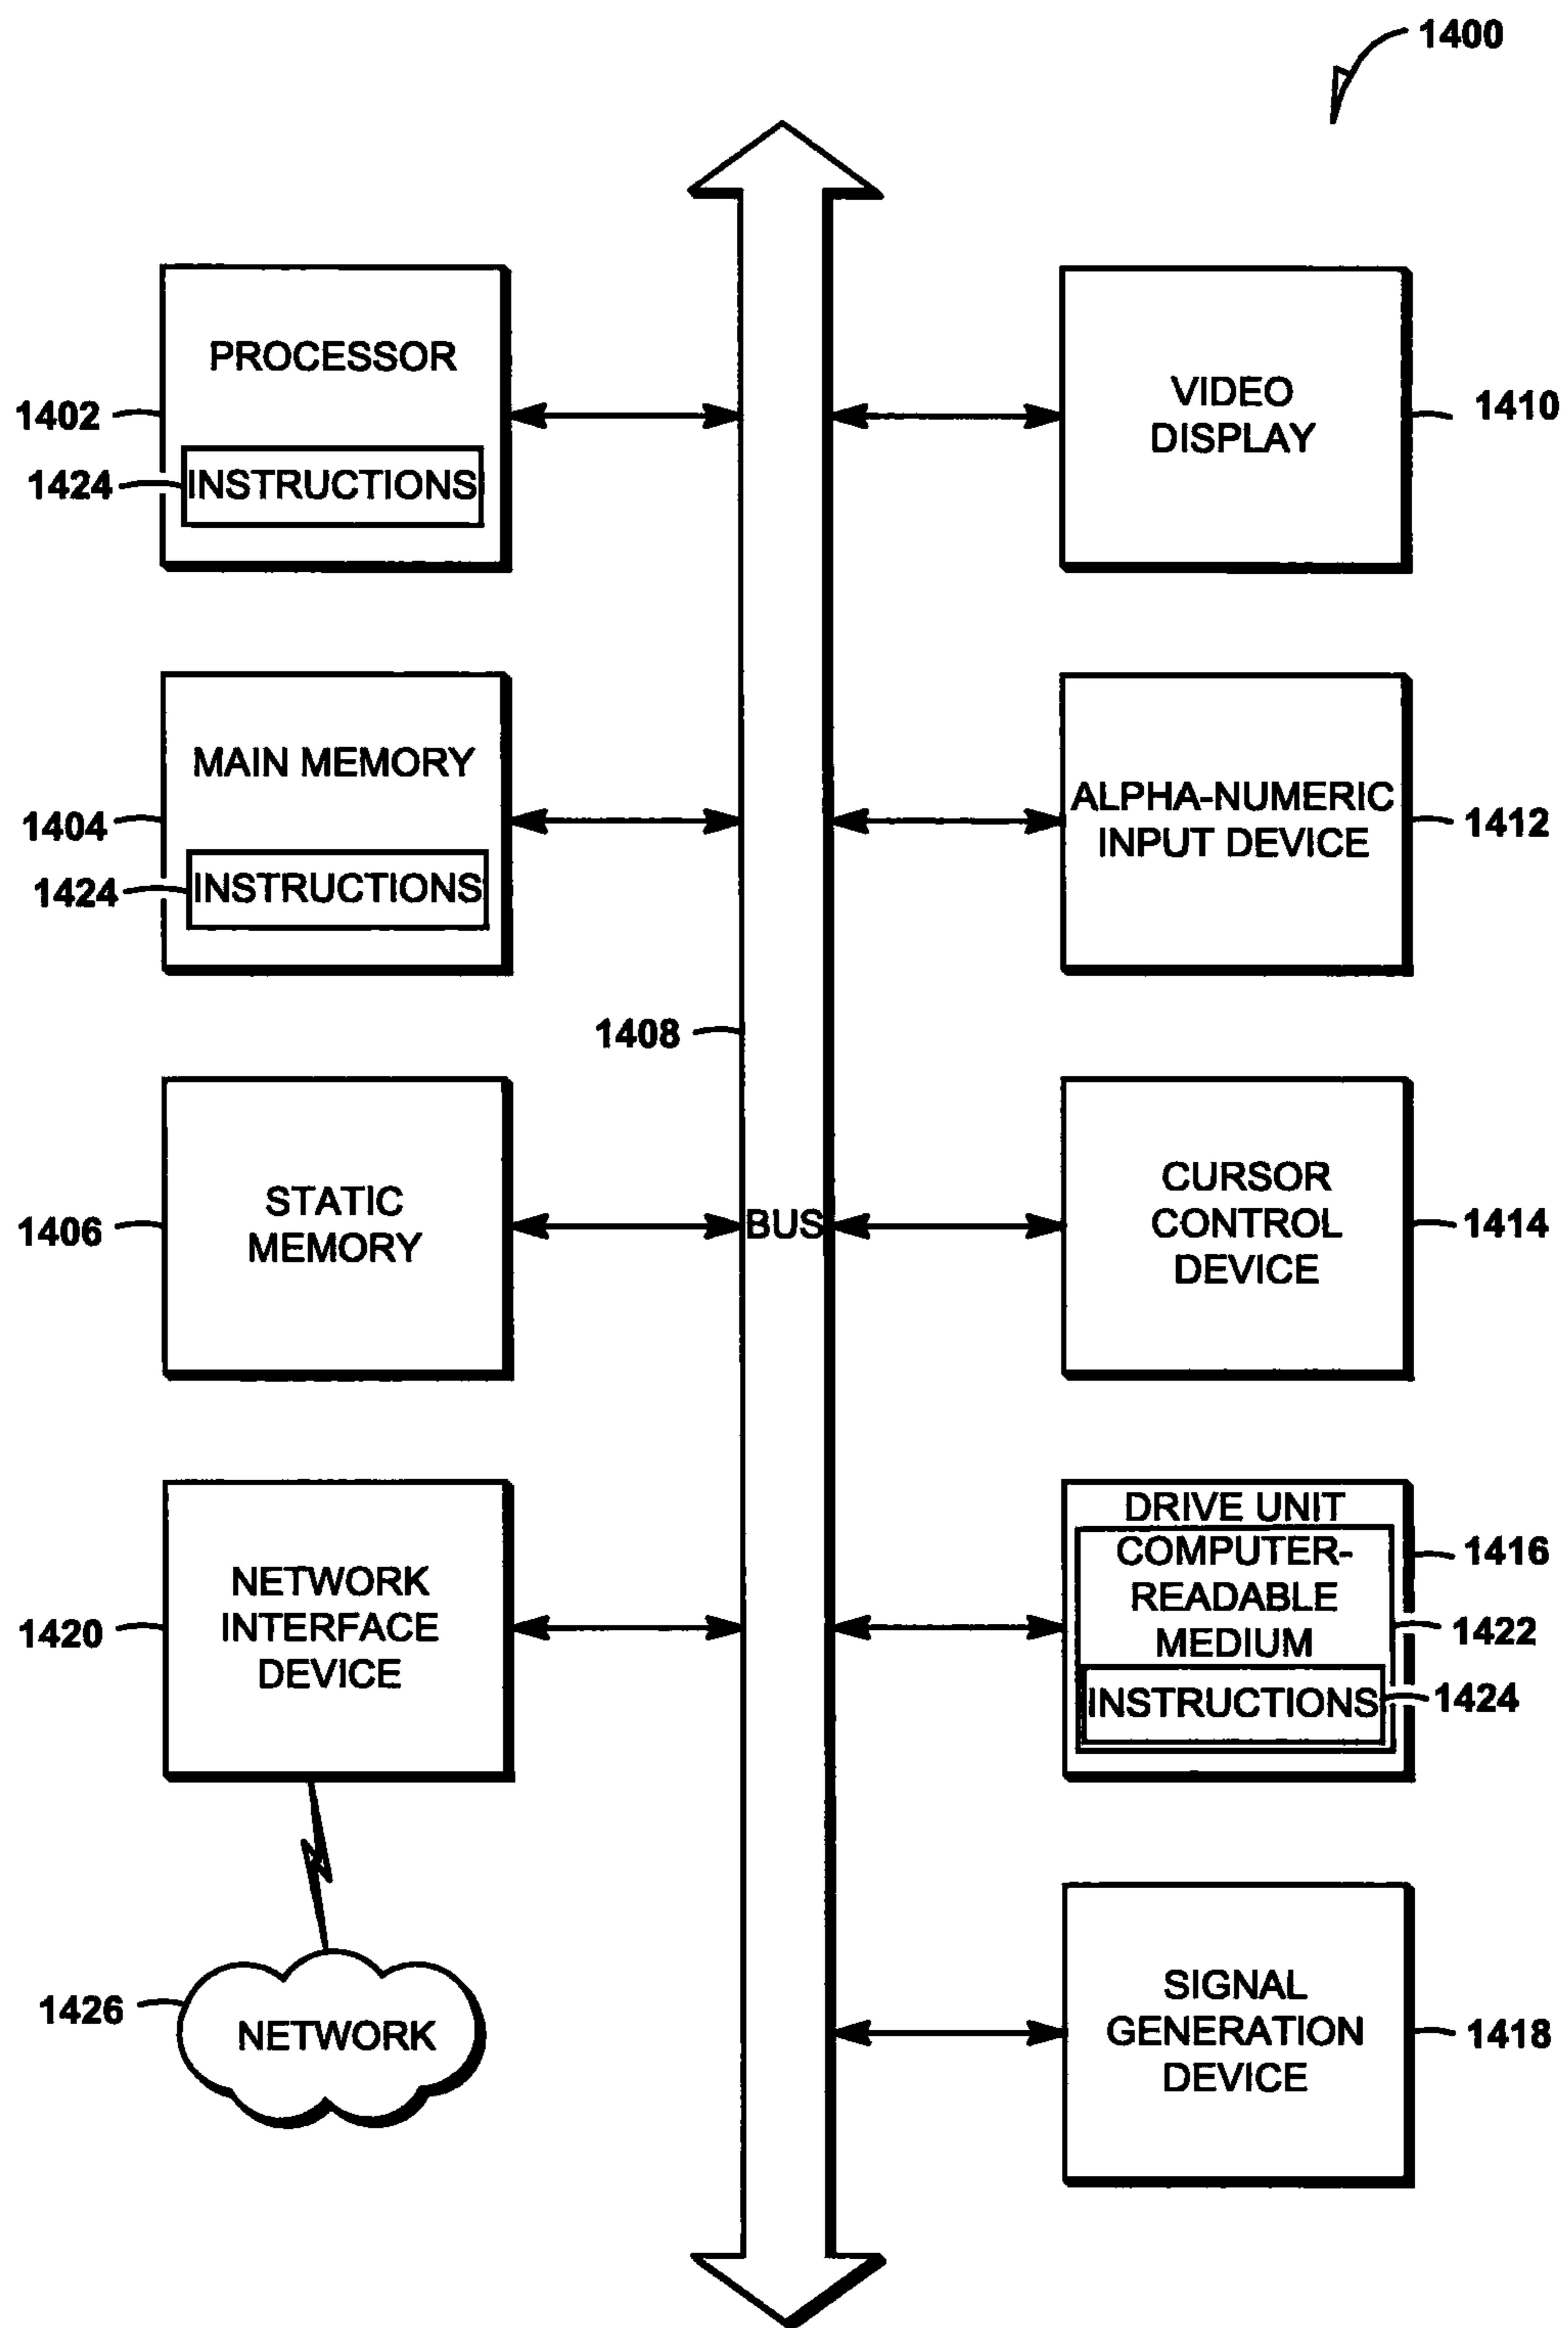 1400
PROCESSOR
1402
1424
INSTRUCTIONS
VIDEO
DISPLAY
1410
MAIN MEMORY
1404
1424
INSTRUCTIONS
ALPHA-NUMERIC
INPUT DEVICE
1412
1408
STATIC
MEMORY
1406
BUS
CURSOR
CONTROL
DEVICE
1414
NETWORK
INTERFACE
DEVICE
1420
DRIVE UNIT
COMPUTER-
READABLE
MEDIUM
INSTRUCTIONS
1416
1422
1424
1426
NETWORK
SIGNAL
GENERATION
DEVICE
1418